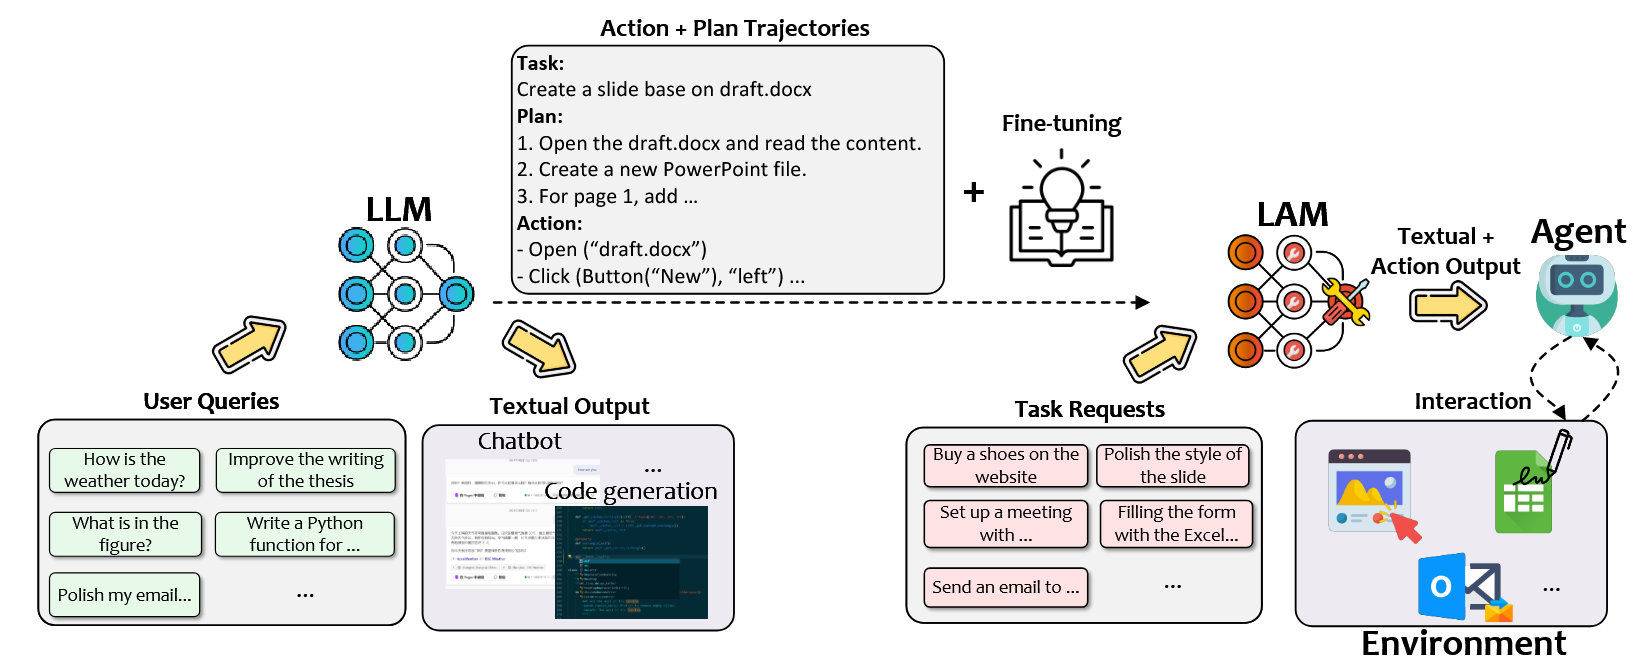 Action + Plan Trajectories
Task:
Create a slide base on draft.docx
Plan:
1. Open the draft.docx and read the content.
2. Create a new PowerPoint file.
3. For page 1, add ...
Action:
- Open (“draft.docx”)
- Click (Button(“New”), “left”) ...
+
Fine-tuning
LLM
LAM
Textual +
Action Output
Agent
User Queries
How is the
weather today?
Improve the writing
of the thesis
What is in the
figure?
Write a Python
function for ...
Polish my email...
...
Textual Output
Chatbot
...
Code generation
Task Requests
Buy a shoes on the
website
Polish the style of
the slide
Set up a meeting
with ...
Filling the form
with the Excel...
Send an email to ...
...
Interaction
O
...
Environment